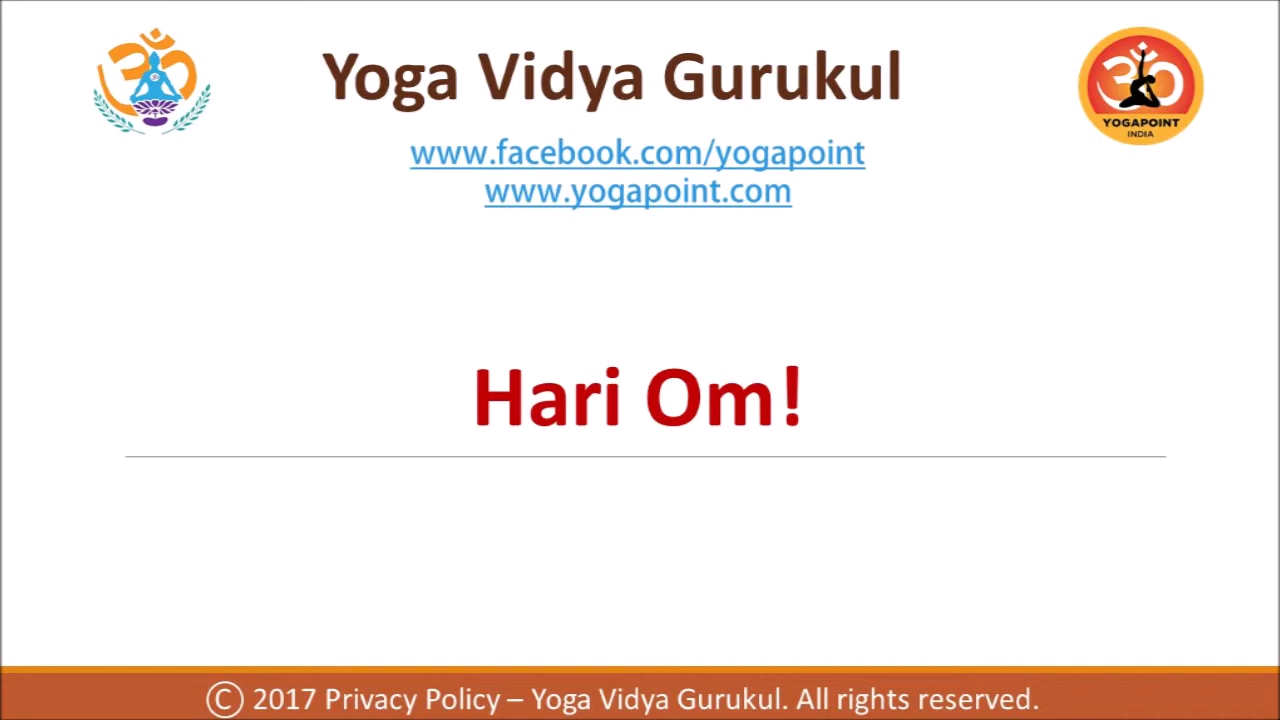 Yoga Vidya Gurukul
YOGAPOINT
INDIA
www.facebook.com/yogapoint
www.yogapoint.com
Hari Om!
© 2017 Privacy Policy – Yoga Vidya Gurukul. All rights reserved.